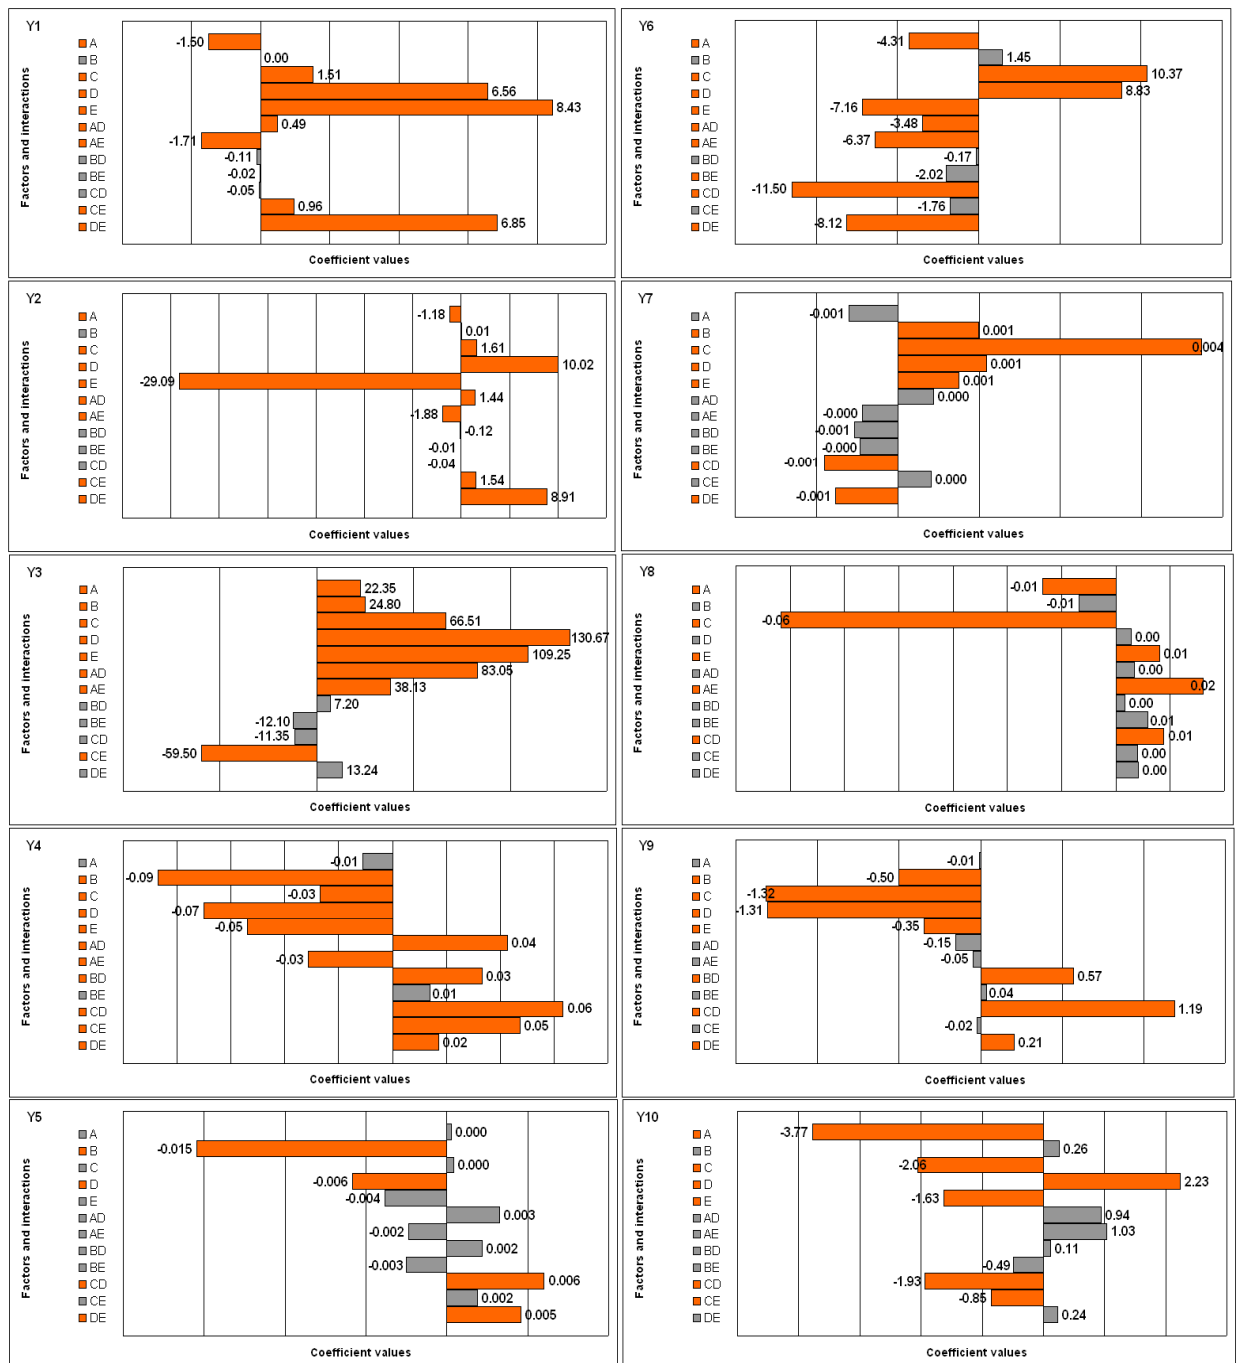 Y1
Factors and interactions
A
B
C
D
E
AD
AE
BD
BE
CD
CE
DE
-1.50
0.00
1.51
6.56
8.43
0.49
-1.71
-0.11
-0.02
-0.05
0.96
6.85
Coefficient values
Y6
Factors and interactions
A
B
C
D
E
AD
AE
BD
BE
CD
CE
DE
-4.31
1.45
10.37
8.83
-7.16
-3.48
-6.37
-0.17
-2.02
-11.50
-1.76
-8.12
Coefficient values
Y2
Factors and interactions
A
B
C
D
E
AD
AE
BD
BE
CD
CE
DE
-1.18
0.01
1.61
10.02
-29.09
1.44
-1.88
-0.12
-0.01
-0.04
1.54
8.91
Coefficient values
Y7
Factors and interactions
A
B
C
D
E
AD
AE
BD
BE
CD
CE
DE
-0.001
0.001
0.004
0.001
0.001
0.000
-0.000
-0.001
-0.000
-0.001
0.000
-0.001
Coefficient values
Y3
Factors and interactions
A
B
C
D
E
AD
AE
BD
BE
CD
CE
DE
22.35
24.80
66.51
130.67
109.25
83.05
38.13
7.20
-12.10
-11.35
-59.50
13.24
Coefficient values
Y8
Factors and interactions
A
B
C
D
E
AD
AE
BD
BE
CD
CE
DE
-0.01
-0.01
-0.06
0.00
0.01
0.00
0.02
0.00
0.01
0.01
0.00
0.00
Coefficient values
Y4
Factors and interactions
A
B
C
D
E
AD
AE
BD
BE
CD
CE
DE
-0.01
-0.09
-0.03
-0.07
-0.05
0.04
-0.03
0.03
0.01
0.06
0.05
0.02
Coefficient values
Y9
Factors and interactions
A
B
C
D
E
AD
AE
BD
BE
CD
CE
DE
-0.01
-0.50
-1.32
-1.31
-0.35
-0.15
-0.05
0.57
0.04
1.19
-0.02
0.21
Coefficient values
Y5
Factors and interactions
A
B
C
D
E
AD
AE
BD
BE
CD
CE
DE
0.000
-0.015
0.000
-0.006
-0.004
0.003
-0.002
0.002
-0.003
0.006
0.002
0.005
Coefficient values
Y10
Factors and interactions
A
B
C
D
E
AD
AE
BD
BE
CD
CE
DE
-3.77
0.26
-2.06
2.23
-1.63
0.94
1.03
0.11
-0.49
-1.93
-0.85
0.24
Coefficient values